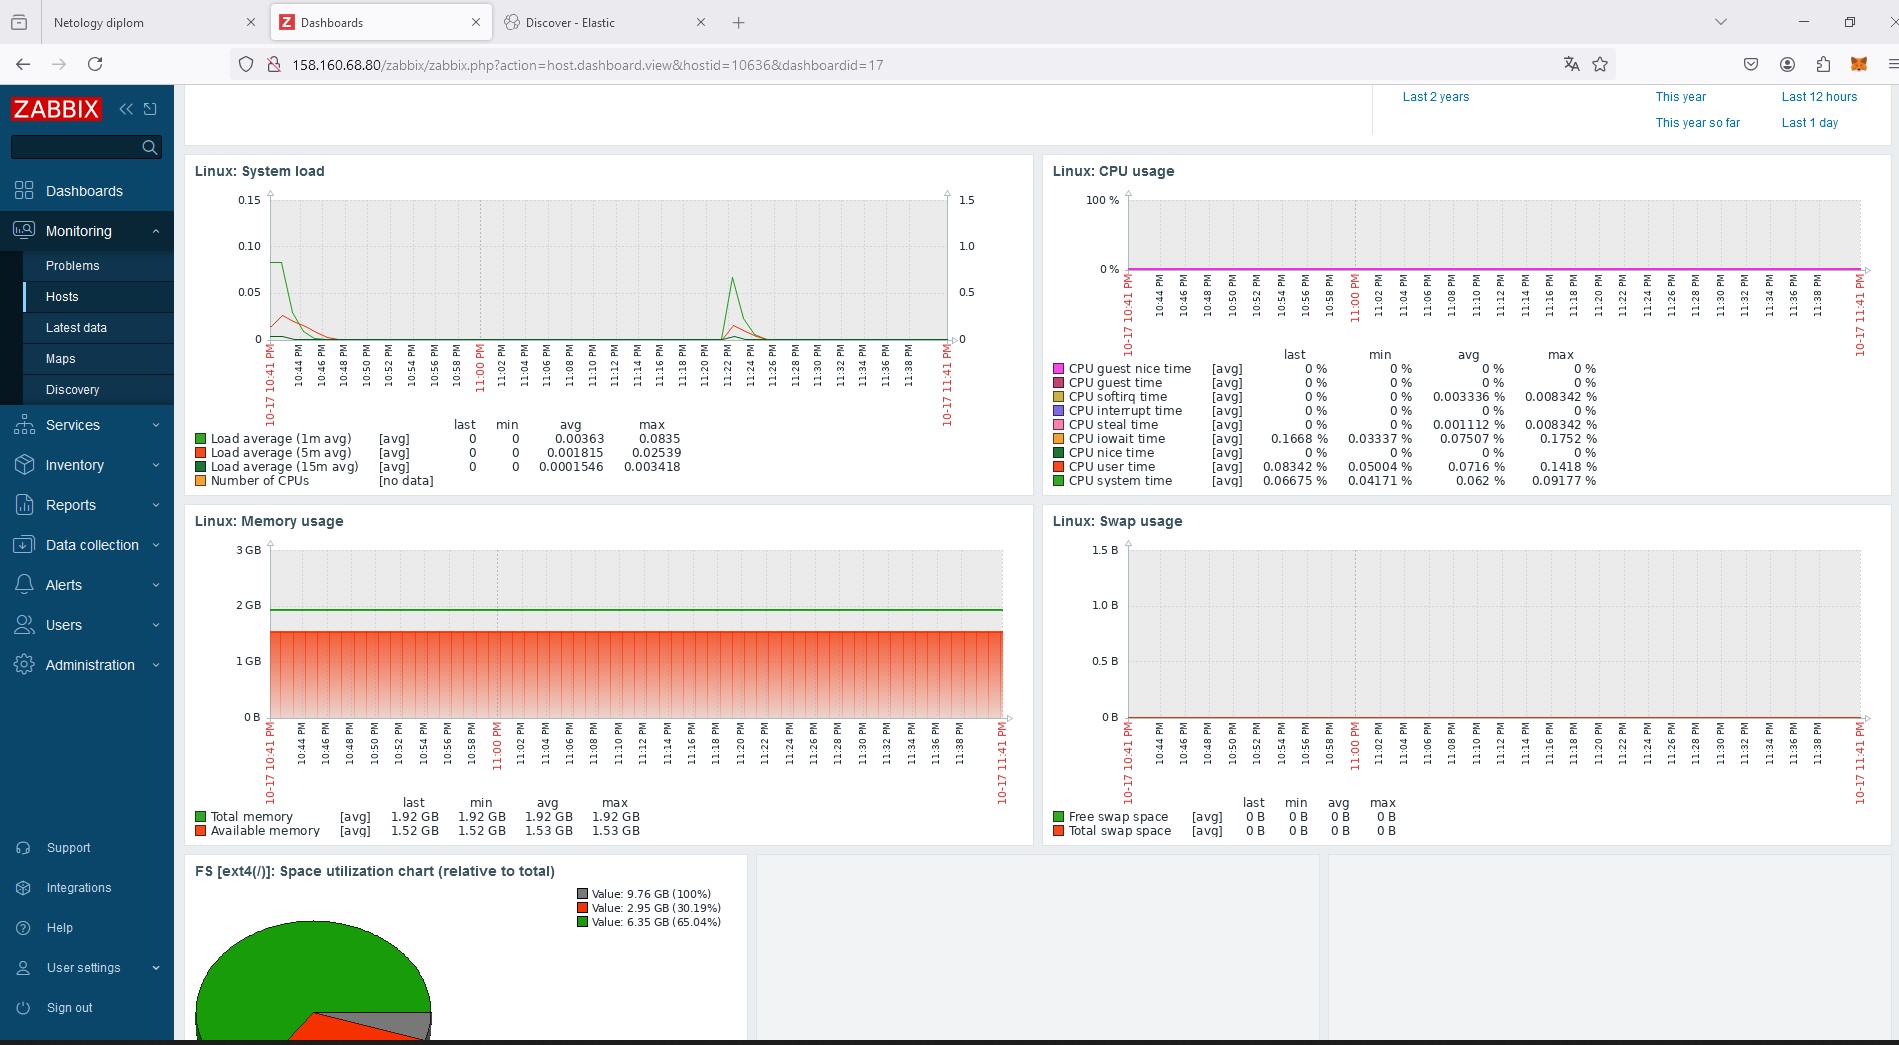 Netology diplom
Dashboards
Discover - Elastic
158.160.68.80/zabbix/zabbix.php?action=host.dashboard.view&hostid=10636&dashboardid=17
ZABBIX
Dashboards
Monitoring
Problems
Hosts
Latest data
Maps
Discovery
Services
Inventory
Reports
Data collection
Alerts
Users
Administration
Support
Integrations
Help
User settings
Sign out
Last 2 years This year Last 12 hours
This year so far Last 1 day
Linux: System load
0.15 1.5
0.10 1.0
0.05 0.5
0 0
10-17 10:41 PM 10:44 PM 10:46 PM 10:48 PM 10:50 PM 10:52 PM 10:54 PM 10:56 PM 10:58 PM 11:00 PM 11:02 PM 11:04 PM 11:06 PM 11:08 PM 11:10 PM 11:12 PM 11:14 PM 11:16 PM 11:18 PM 11:20 PM 11:22 PM 11:24 PM 11:26 PM 11:28 PM 11:30 PM 11:32 PM 11:34 PM 11:36 PM 11:38 PM 10-17 11:41 PM
last min avg max
Load average (1m avg) [avg] 0 0 0.00363 0.0835
Load average (5m avg) [avg] 0 0 0.001815 0.02539
Load average (15m avg) [avg] 0 0 0.0001546 0.003418
Number of CPUs [no data]
Linux: CPU usage
100 %
0 %
10-17 10:41 PM 10:44 PM 10:46 PM 10:48 PM 10:50 PM 10:52 PM 10:54 PM 10:56 PM 10:58 PM 11:00 PM 11:02 PM 11:04 PM 11:06 PM 11:08 PM 11:10 PM 11:12 PM 11:14 PM 11:16 PM 11:18 PM 11:20 PM 11:22 PM 11:24 PM 11:26 PM 11:28 PM 11:30 PM 11:32 PM 11:34 PM 11:36 PM 11:38 PM 10-17 11:41 PM
last min avg max
CPU guest nice time [avg] 0 % 0 % 0 % 0 %
CPU guest time [avg] 0 % 0 % 0 % 0 %
CPU softirq time [avg] 0 % 0 % 0.003336 % 0.008342 %
CPU interrupt time [avg] 0 % 0 % 0 % 0 %
CPU steal time [avg] 0 % 0 % 0.001112 % 0.008342 %
CPU iowait time [avg] 0.1668 % 0.03337 % 0.07507 % 0.1752 %
CPU nice time [avg] 0 % 0 % 0 % 0 %
CPU user time [avg] 0.08342 % 0.05004 % 0.0716 % 0.1418 %
CPU system time [avg] 0.06675 % 0.04171 % 0.062 % 0.09177 %
Linux: Memory usage
3 GB
2 GB
1 GB
0 B
10-17 10:41 PM 10:44 PM 10:46 PM 10:48 PM 10:50 PM 10:52 PM 10:54 PM 10:56 PM 10:58 PM 11:00 PM 11:02 PM 11:04 PM 11:06 PM 11:08 PM 11:10 PM 11:12 PM 11:14 PM 11:16 PM 11:18 PM 11:20 PM 11:22 PM 11:24 PM 11:26 PM 11:28 PM 11:30 PM 11:32 PM 11:34 PM 11:36 PM 11:38 PM 10-17 11:41 PM
last min avg max
Total memory [avg] 1.92 GB 1.92 GB 1.92 GB 1.92 GB
Available memory [avg] 1.52 GB 1.52 GB 1.53 GB 1.53 GB
Linux: Swap usage
1.5 B
1.0 B
0.5 B
0 B
10-17 10:41 PM 10:44 PM 10:46 PM 10:48 PM 10:50 PM 10:52 PM 10:54 PM 10:56 PM 10:58 PM 11:00 PM 11:02 PM 11:04 PM 11:06 PM 11:08 PM 11:10 PM 11:12 PM 11:14 PM 11:16 PM 11:18 PM 11:20 PM 11:22 PM 11:24 PM 11:26 PM 11:28 PM 11:30 PM 11:32 PM 11:34 PM 11:36 PM 11:38 PM 10-17 11:41 PM
last min avg max
Free swap space [avg] 0 B 0 B 0 B 0 B
Total swap space [avg] 0 B 0 B 0 B 0 B
FS [ext4(/)]: Space utilization chart (relative to total)
Value: 9.76 GB (100%)
Value: 2.95 GB (30.19%)
Value: 6.35 GB (65.04%)